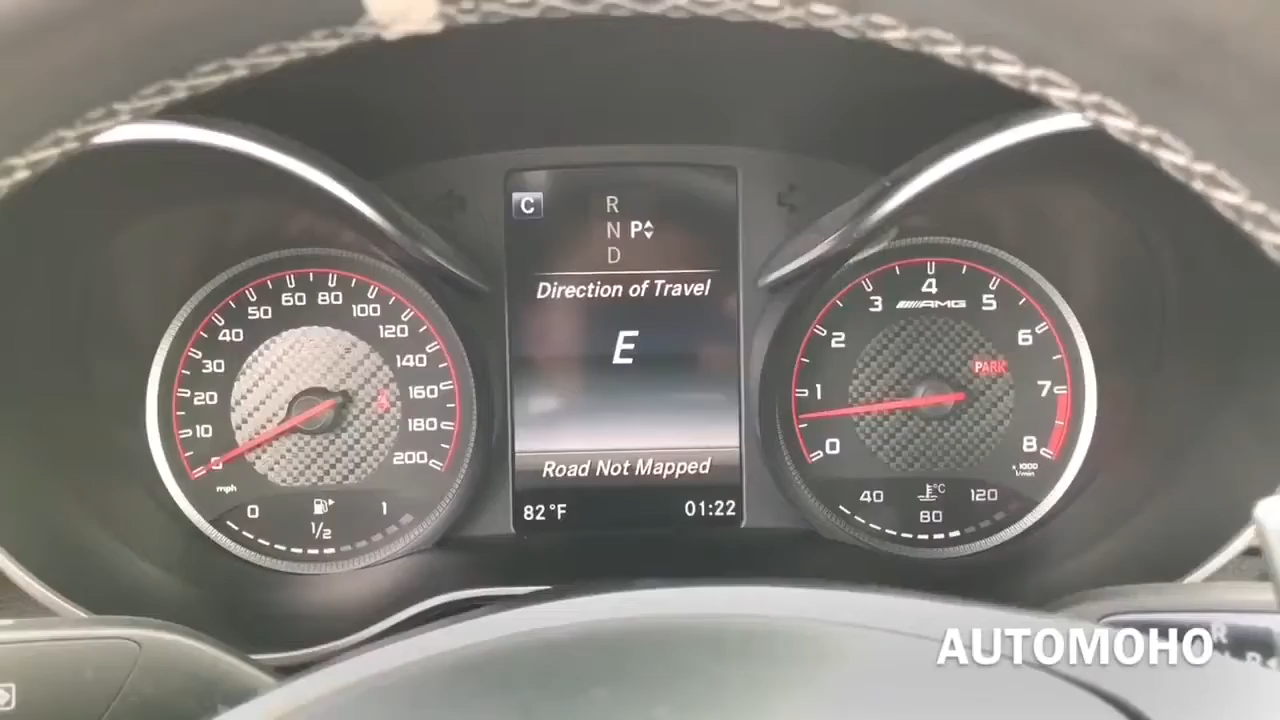 C
R
N P
D
Direction of Travel
E
Road Not Mapped
82°F 01:22
0
10
20
30
40
50
60
80
100
120
140
160
180
200
mph
0 1/2 1
0
1
2
3
4
5
6
7
8
AMG
PARK
x 1000
1/min
°C
40 80 120
AUTOMOHO
R
N P